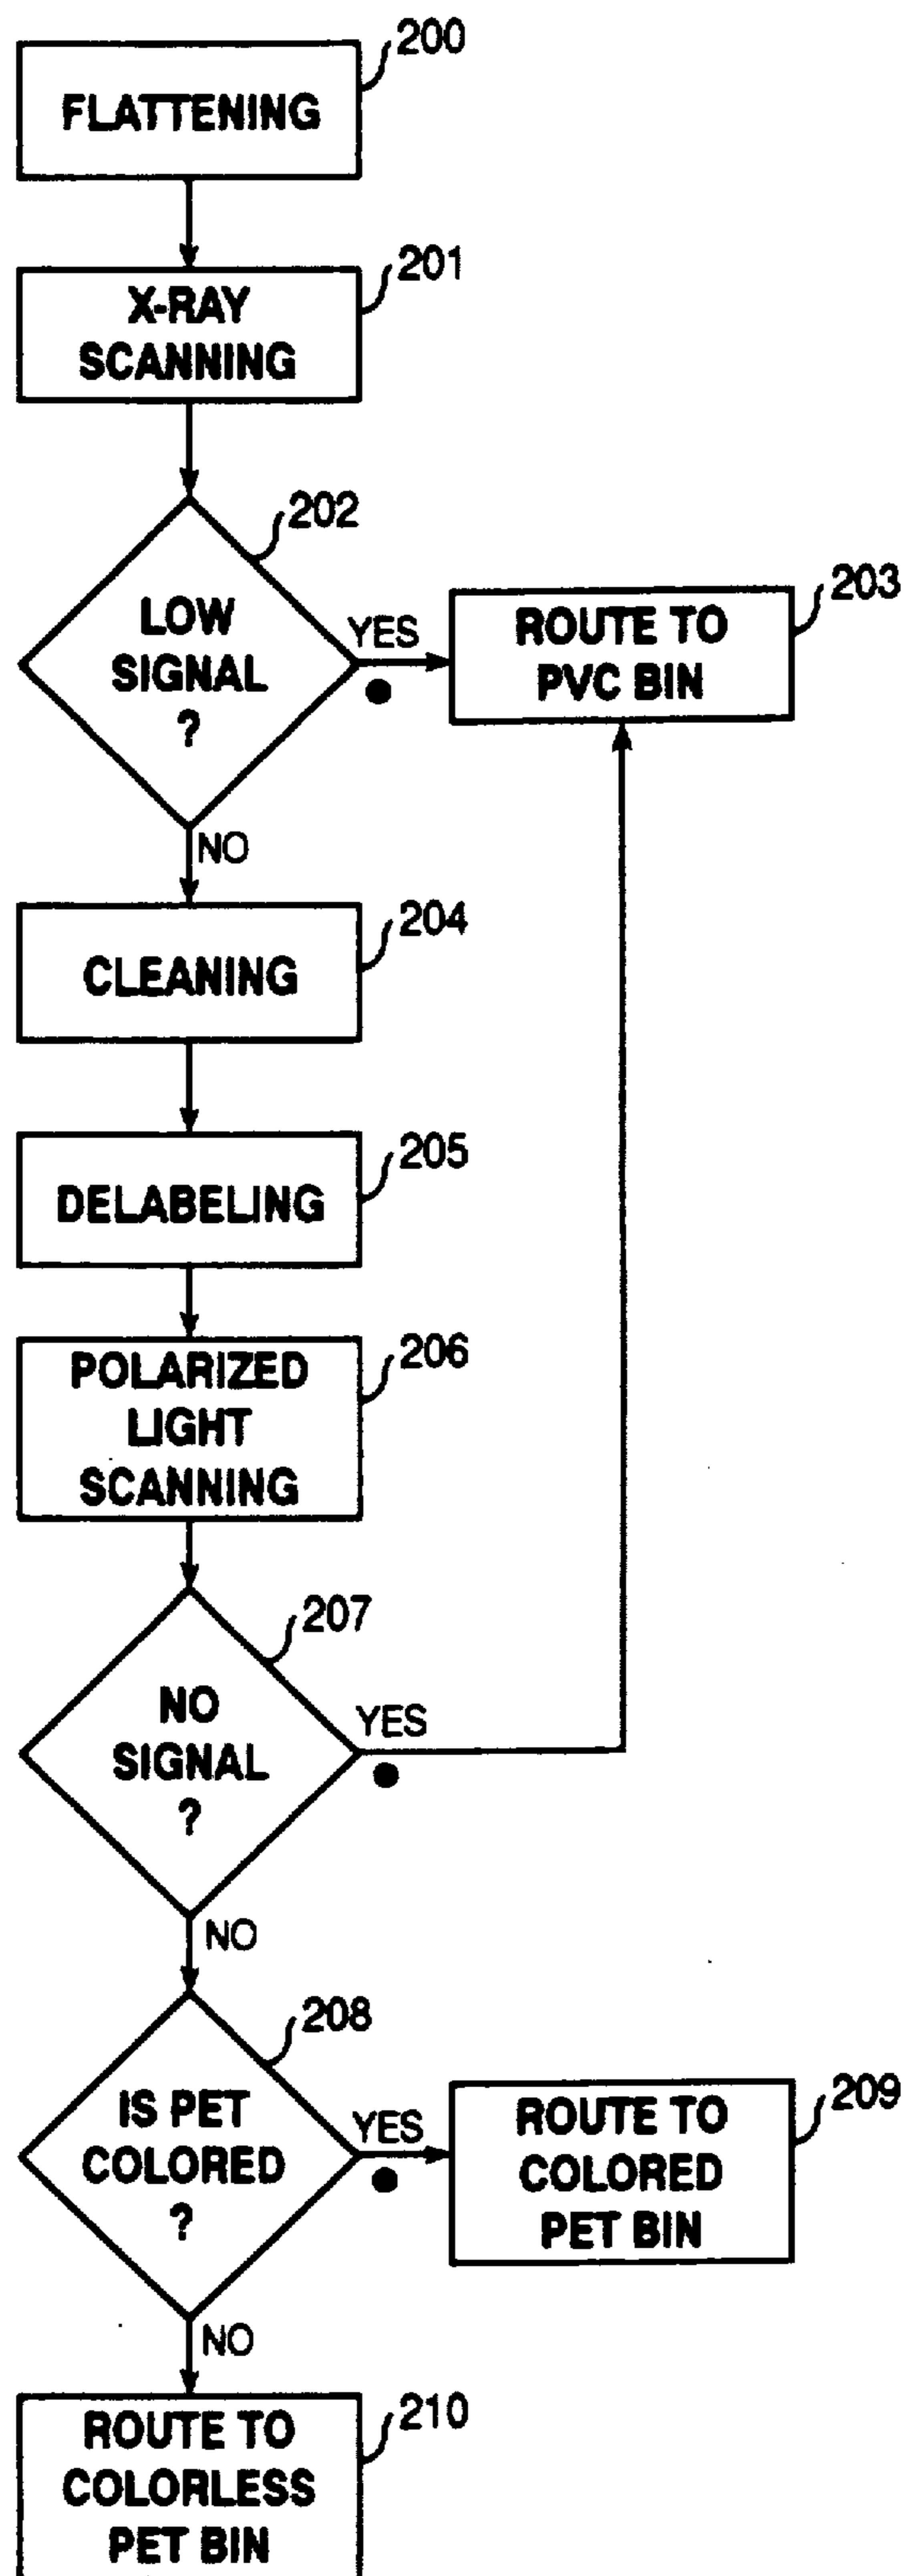 200
FLATTENING
201
X-RAY
SCANNING
202
LOW
SIGNAL
?
YES
203
ROUTE TO
PVC BIN
NO
204
CLEANING
205
DELABELING
206
POLARIZED
LIGHT
SCANNING
207
NO
SIGNAL
?
YES
NO
208
IS PET
COLORED
?
YES
209
ROUTE TO
COLORED
PET BIN
NO
210
ROUTE TO
COLORLESS
PET BIN